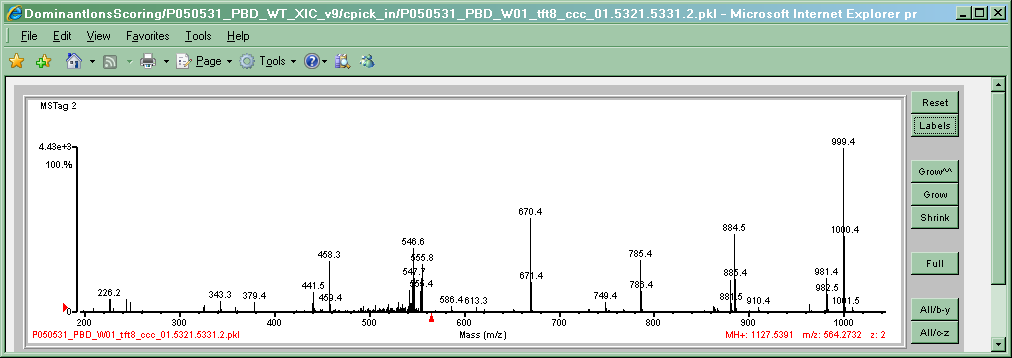 DominantIonsScoring/P050531_PBD_WT_XIC_v9/cpick_in/P050531_PBD_W01_tft8_ccc_01.5321.5331.2.pkl - Microsoft Internet Explorer pr
File Edit View Favorites Tools Help
Page Tools
MSTag 2
Reset
Labels
4.43e+3
100.%
999.4
Grow^^
Grow
Shrink
670.4
884.5
1000.4
546.6
458.3
555.8
785.4
Full
547.7
671.4
885.4
981.4
441.5
555.4
786.4
982.5
226.2
343.3
379.4
459.4
586.4
613.3
749.4
881.5
910.4
1001.5
All/b-y
200 300 400 500 600 700 800 900 1000
P050531_PBD_W01_tft8_ccc_01.5321.5331.2.pkl Mass (m/z) MH+: 1127.5391 m/z: 564.2732 z: 2
All/c-z